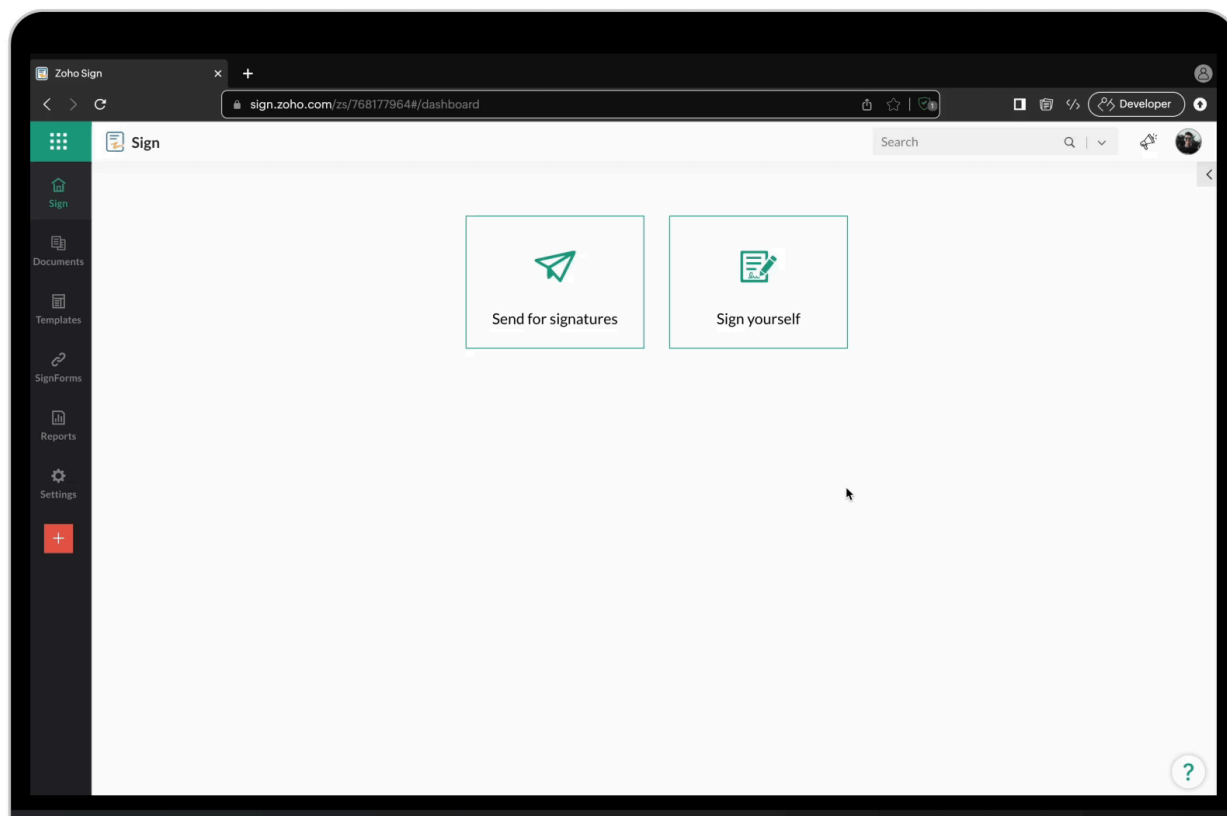 Zoho Sign
sign.zoho.com/zs/768177964#/dashboard
Developer
Sign
Search
Sign
Documents
Templates
SignForms
Reports
Settings
Send for signatures
Sign yourself
?